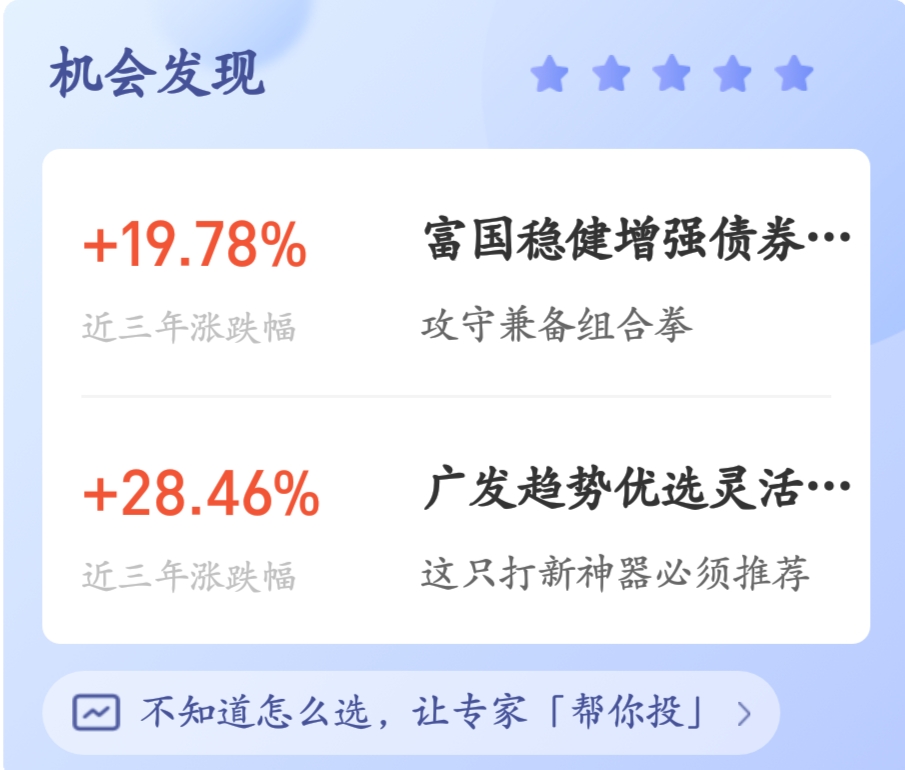 机会发现
+19.78%
富国稳健增强债券…
近三年涨跌幅
攻守兼备组合拳
+28.46%
广发趋势优选灵活…
近三年涨跌幅
这只打新神器必须推荐
不知道怎么选，让专家「帮你投」